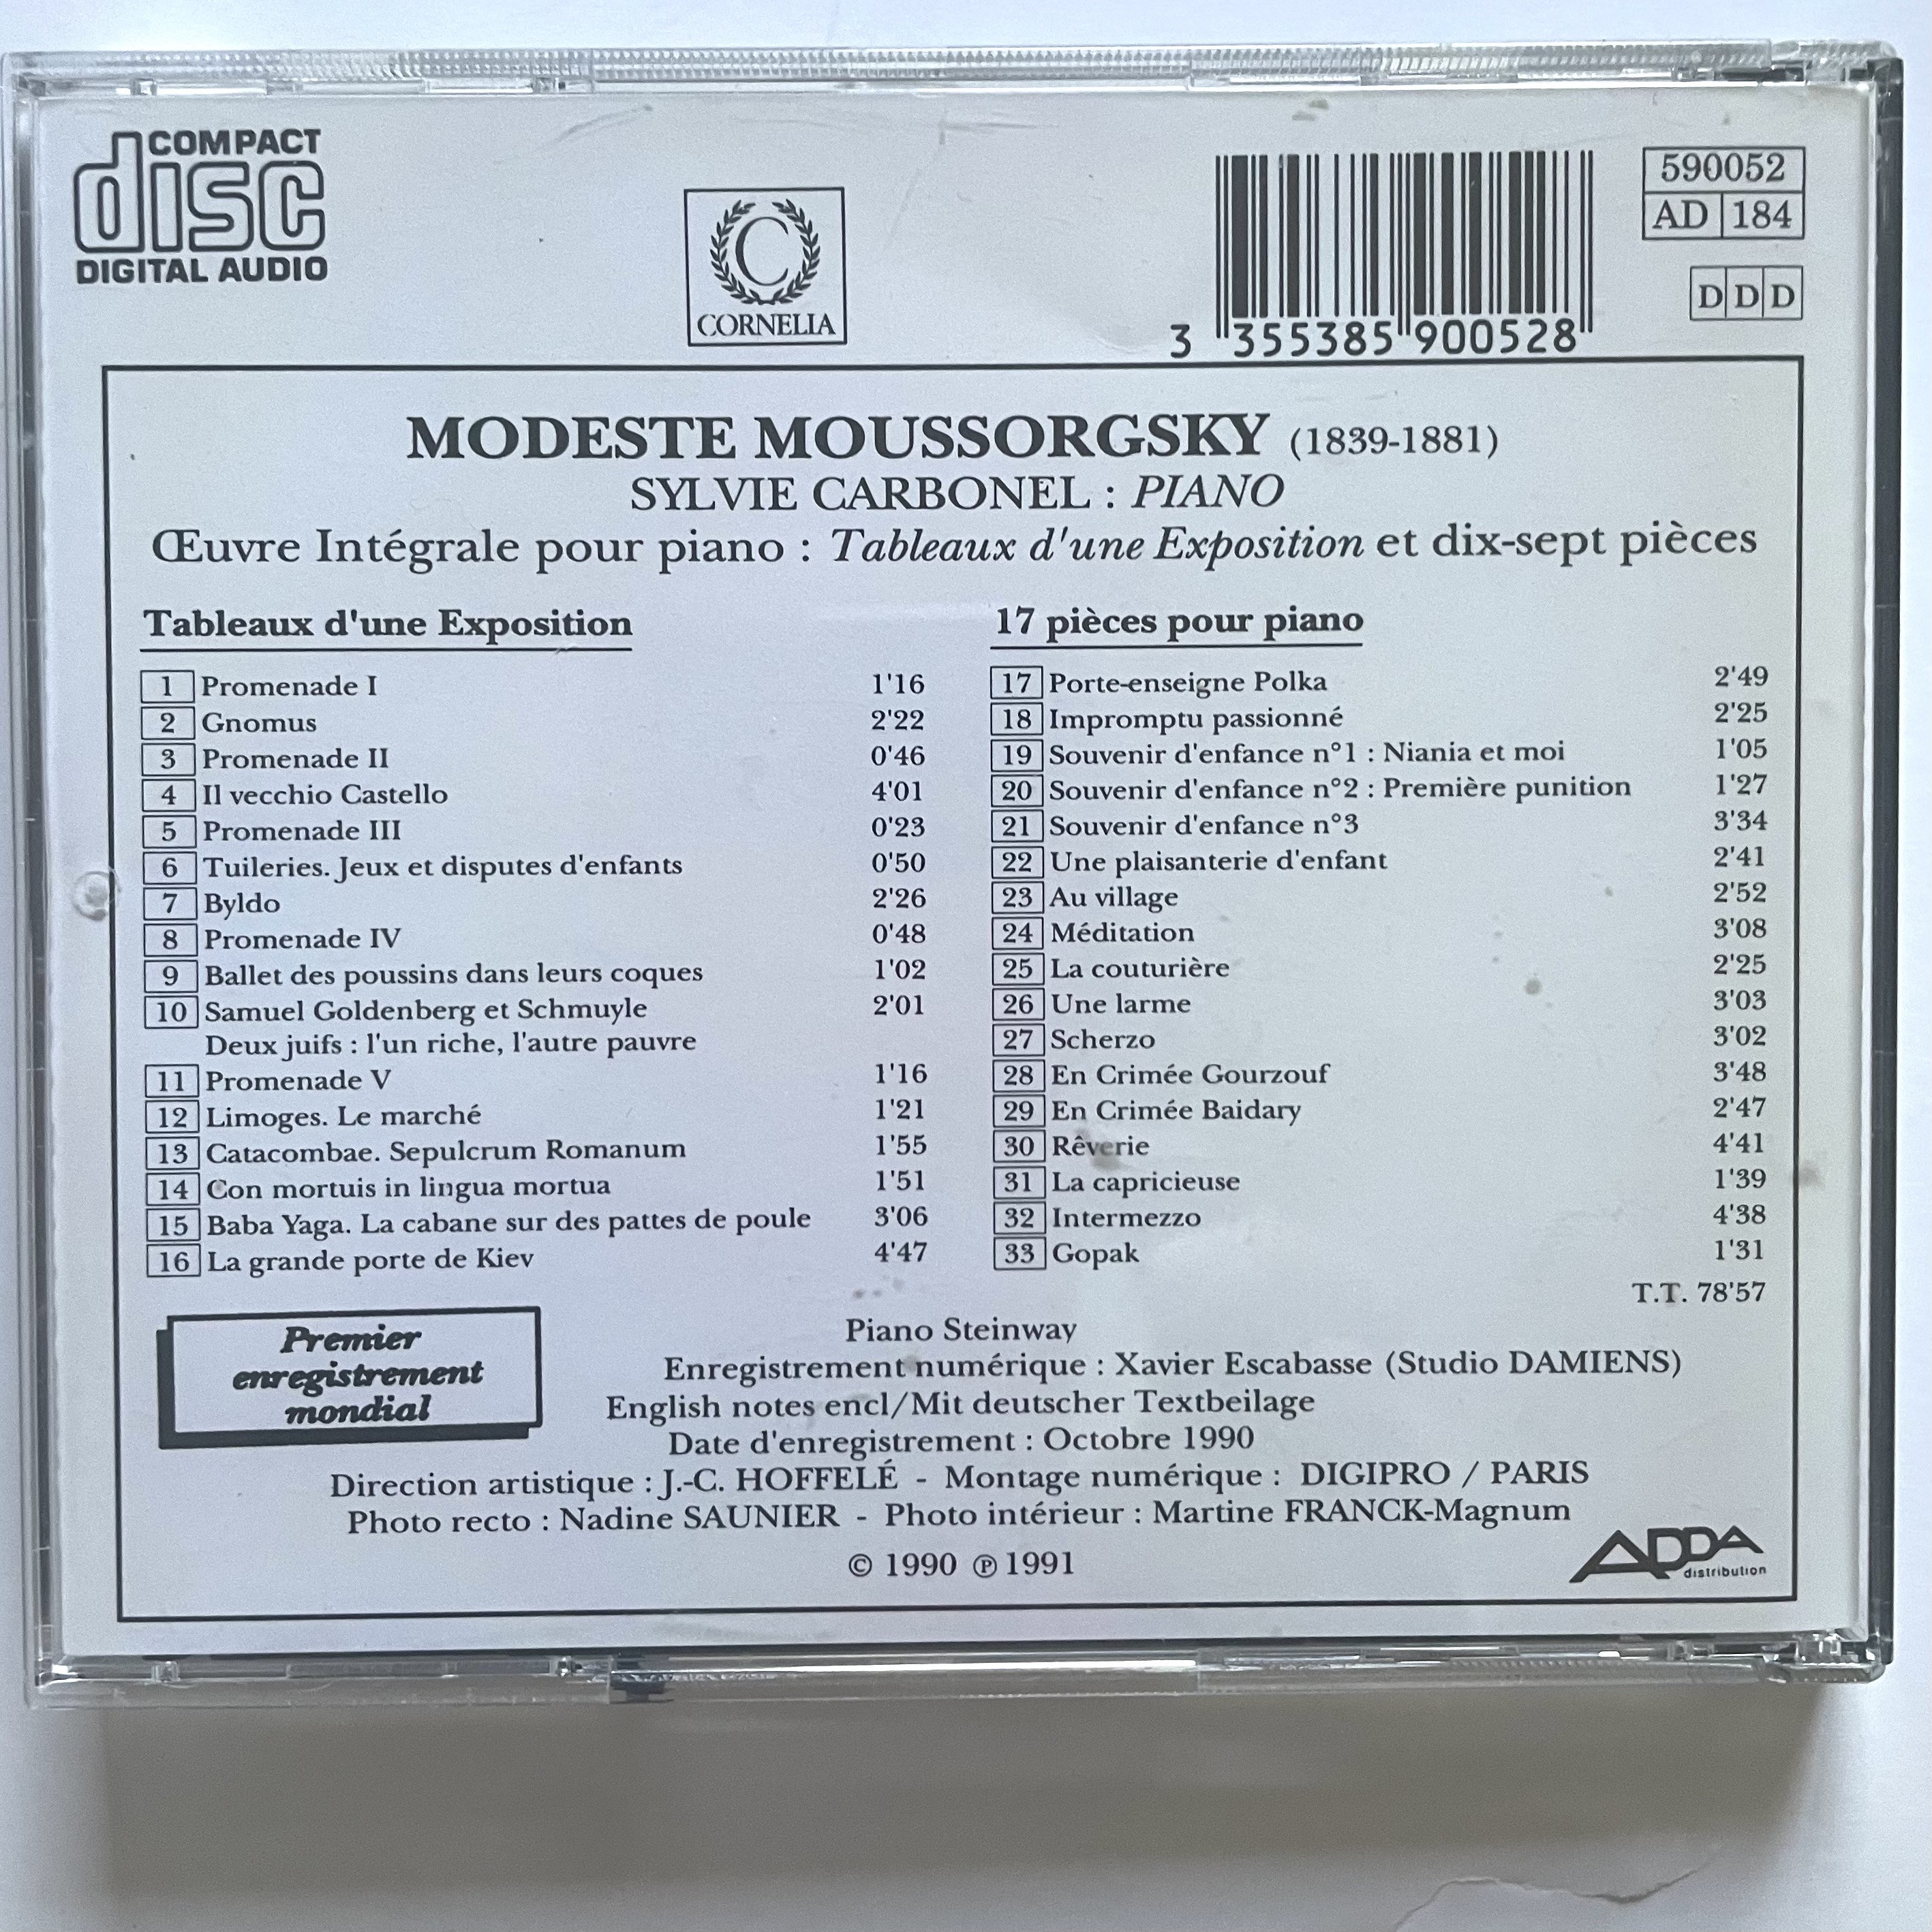 COMPACT
disc
DIGITAL AUDIO
C
CORNELIA
3 355385 900528
590052
AD 184
D D D
MODESTE MOUSSORGSKY (1839-1881)
SYLVIE CARBONEL : PIANO
Œuvre Intégrale pour piano : Tableaux d'une Exposition et dix-sept pièces
Tableaux d'une Exposition
1 Promenade I 1'16
2 Gnomus 2'22
3 Promenade II 0'46
4 Il vecchio Castello 4'01
5 Promenade III 0'23
6 Tuileries. Jeux et disputes d'enfants 0'50
7 Byldo 2'26
8 Promenade IV 0'48
9 Ballet des poussins dans leurs coques 1'02
10 Samuel Goldenberg et Schmuyle 2'01
Deux juifs : l'un riche, l'autre pauvre
11 Promenade V 1'16
12 Limoges. Le marché 1'21
13 Catacombae. Sepulcrum Romanum 1'55
14 Con mortuis in lingua mortua 1'51
15 Baba Yaga. La cabane sur des pattes de poule 3'06
16 La grande porte de Kiev 4'47
17 pièces pour piano
17 Porte-enseigne Polka 2'49
18 Impromptu passionné 2'25
19 Souvenir d'enfance n°1 : Niania et moi 1'05
20 Souvenir d'enfance n°2 : Première punition 1'27
21 Souvenir d'enfance n°3 3'34
22 Une plaisanterie d'enfant 2'41
23 Au village 2'52
24 Méditation 3'08
25 La couturière 2'25
26 Une larme 3'03
27 Scherzo 3'02
28 En Crimée Gourzouf 3'48
29 En Crimée Baidary 2'47
30 Rêverie 4'41
31 La capricieuse 1'39
32 Intermezzo 4'38
33 Gopak 1'31
T.T. 78'57
Premier
enregistrement
mondial
Piano Steinway
Enregistrement numérique : Xavier Escabasse (Studio DAMIENS)
English notes encl/Mit deutscher Textbeilage
Date d'enregistrement : Octobre 1990
Direction artistique : J.-C. HOFFELÉ - Montage numérique : DIGIPRO / PARIS
Photo recto : Nadine SAUNIER - Photo intérieur : Martine FRANCK-Magnum
© 1990 ℗ 1991
ADDA
distribution